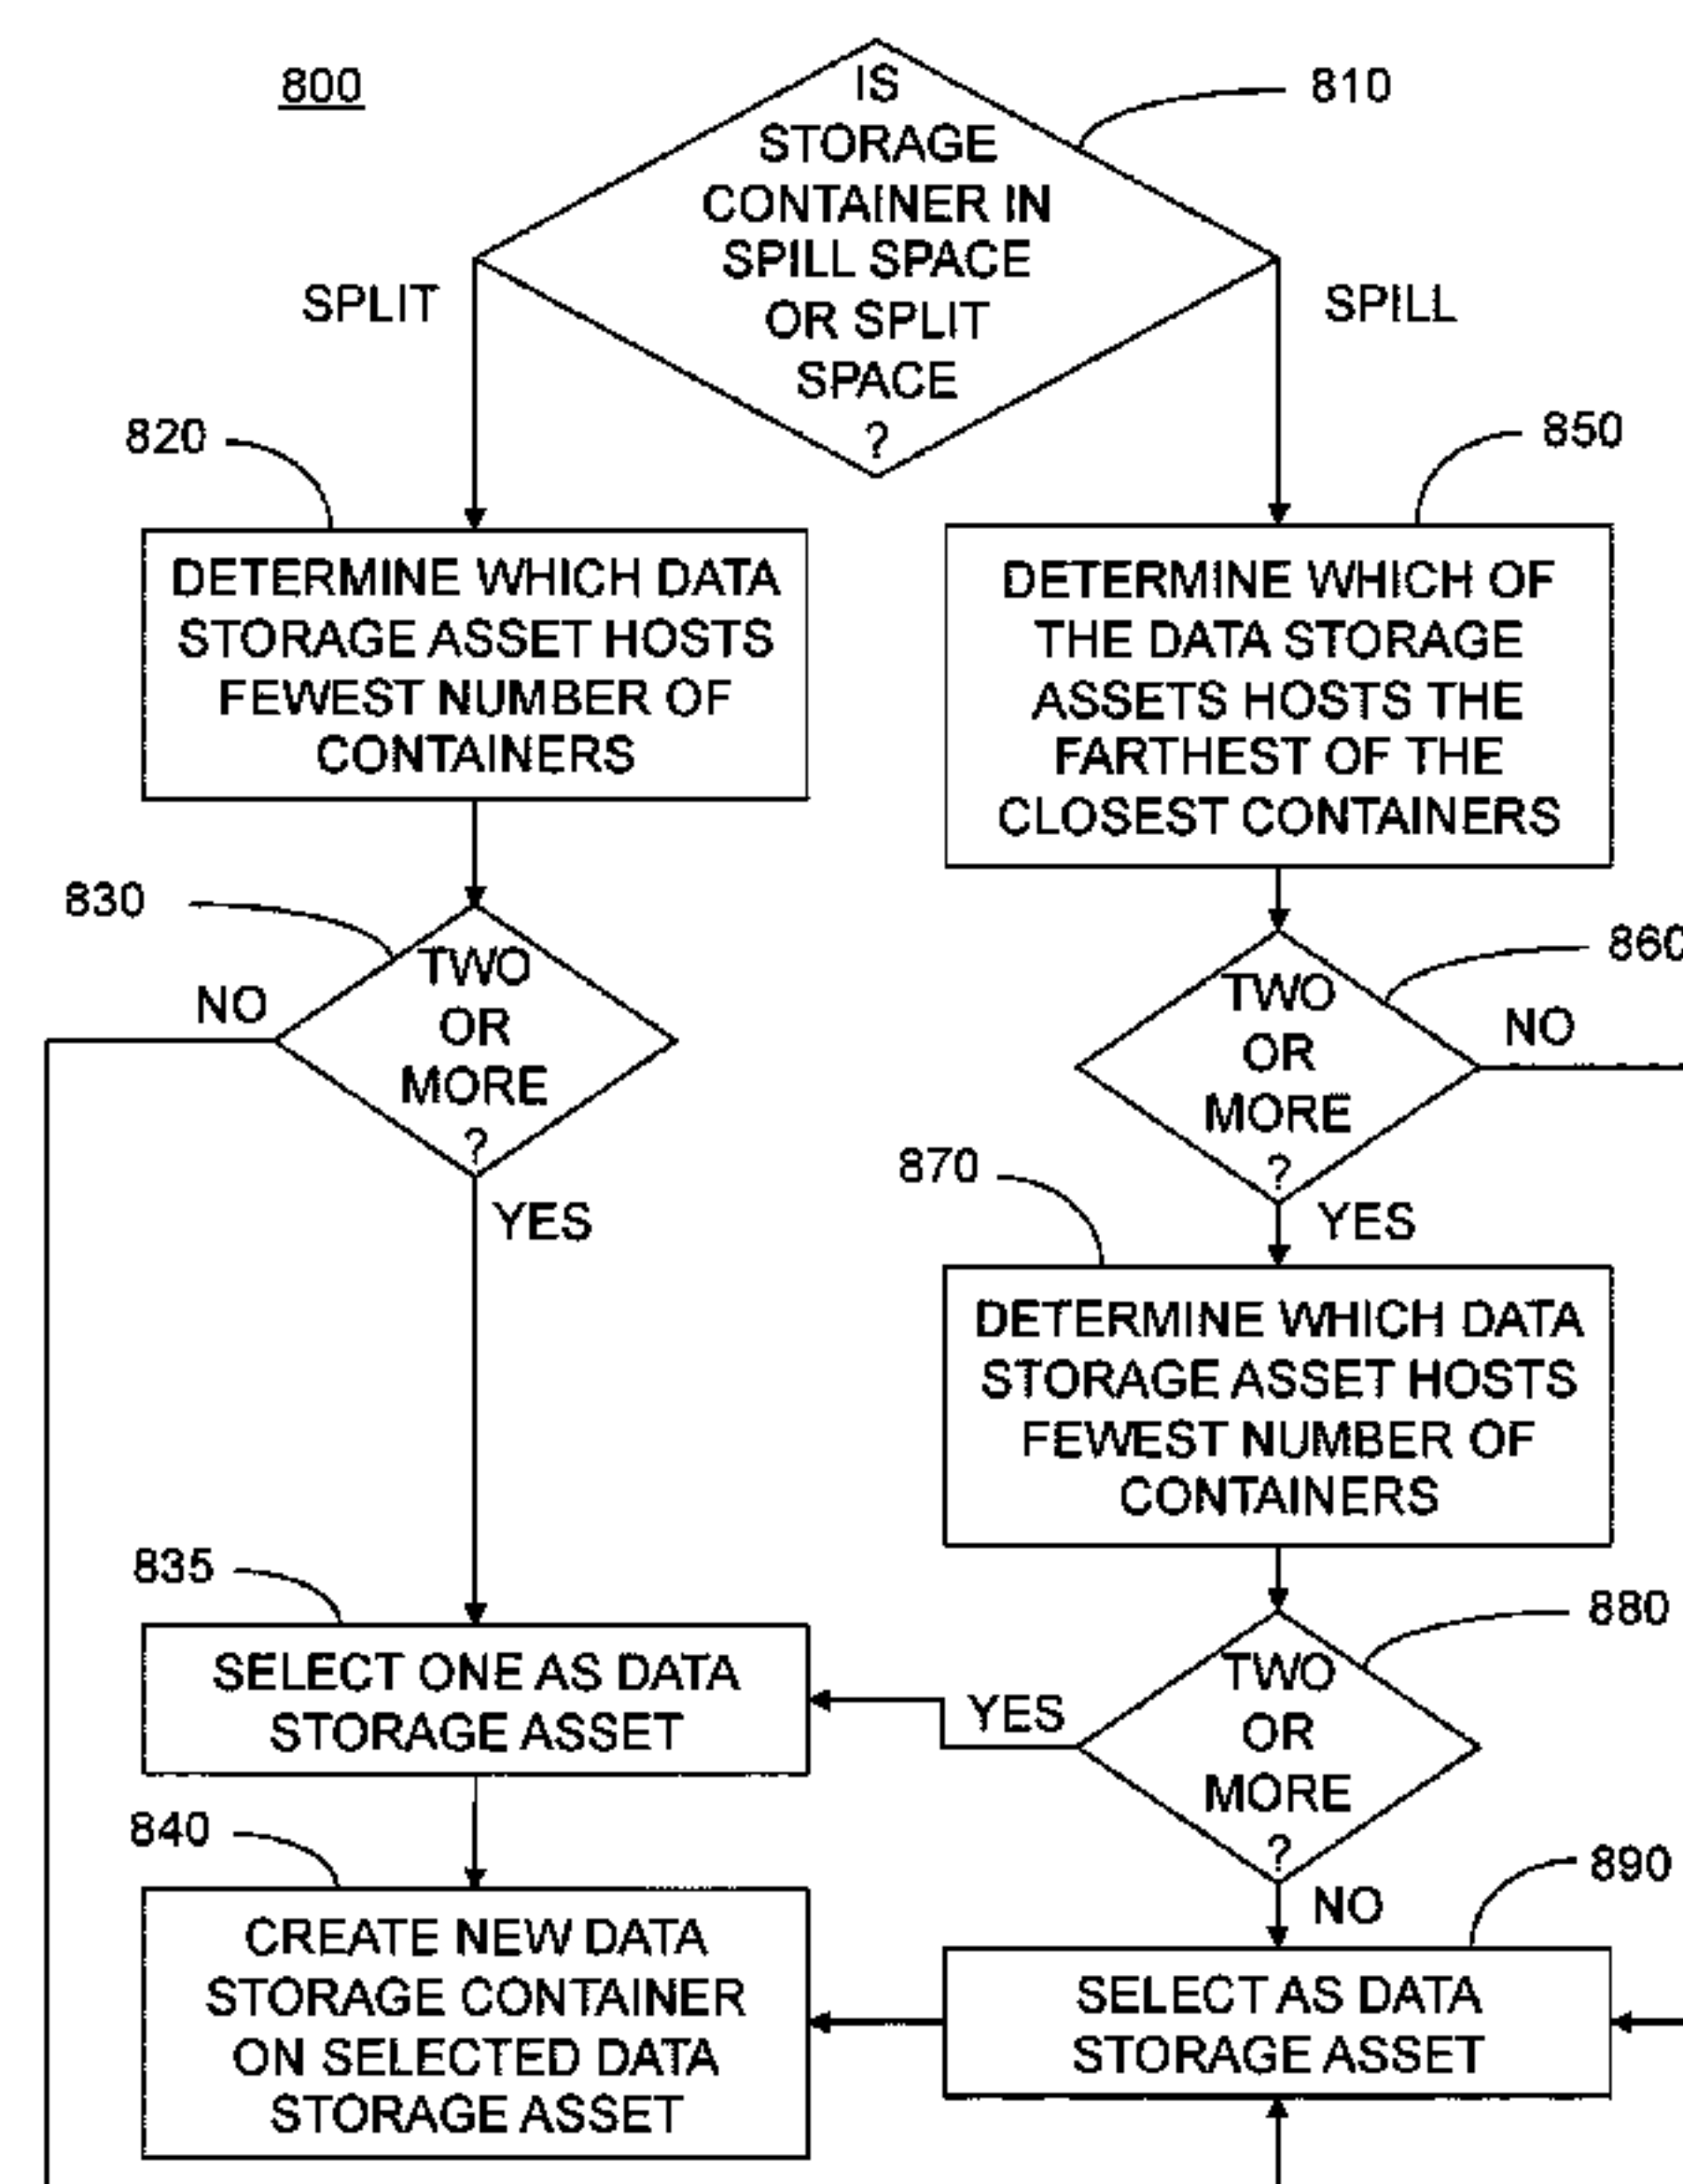 800
810
IS
STORAGE
CONTAINER IN
SPILL SPACE
OR SPLIT
SPACE
?
SPLIT
SPILL
820
850
DETERMINE WHICH DATA
STORAGE ASSET HOSTS
FEWEST NUMBER OF
CONTAINERS
DETERMINE WHICH OF
THE DATA STORAGE
ASSETS HOSTS THE
FARTHEST OF THE
CLOSEST CONTAINERS
830
TWO
OR
MORE
?
NO
YES
860
TWO
OR
MORE
?
NO
YES
870
DETERMINE WHICH DATA
STORAGE ASSET HOSTS
FEWEST NUMBER OF
CONTAINERS
835
SELECT ONE AS DATA
STORAGE ASSET
880
TWO
OR
MORE
?
YES
NO
840
CREATE NEW DATA
STORAGE CONTAINER
ON SELECTED DATA
STORAGE ASSET
890
SELECT AS DATA
STORAGE ASSET